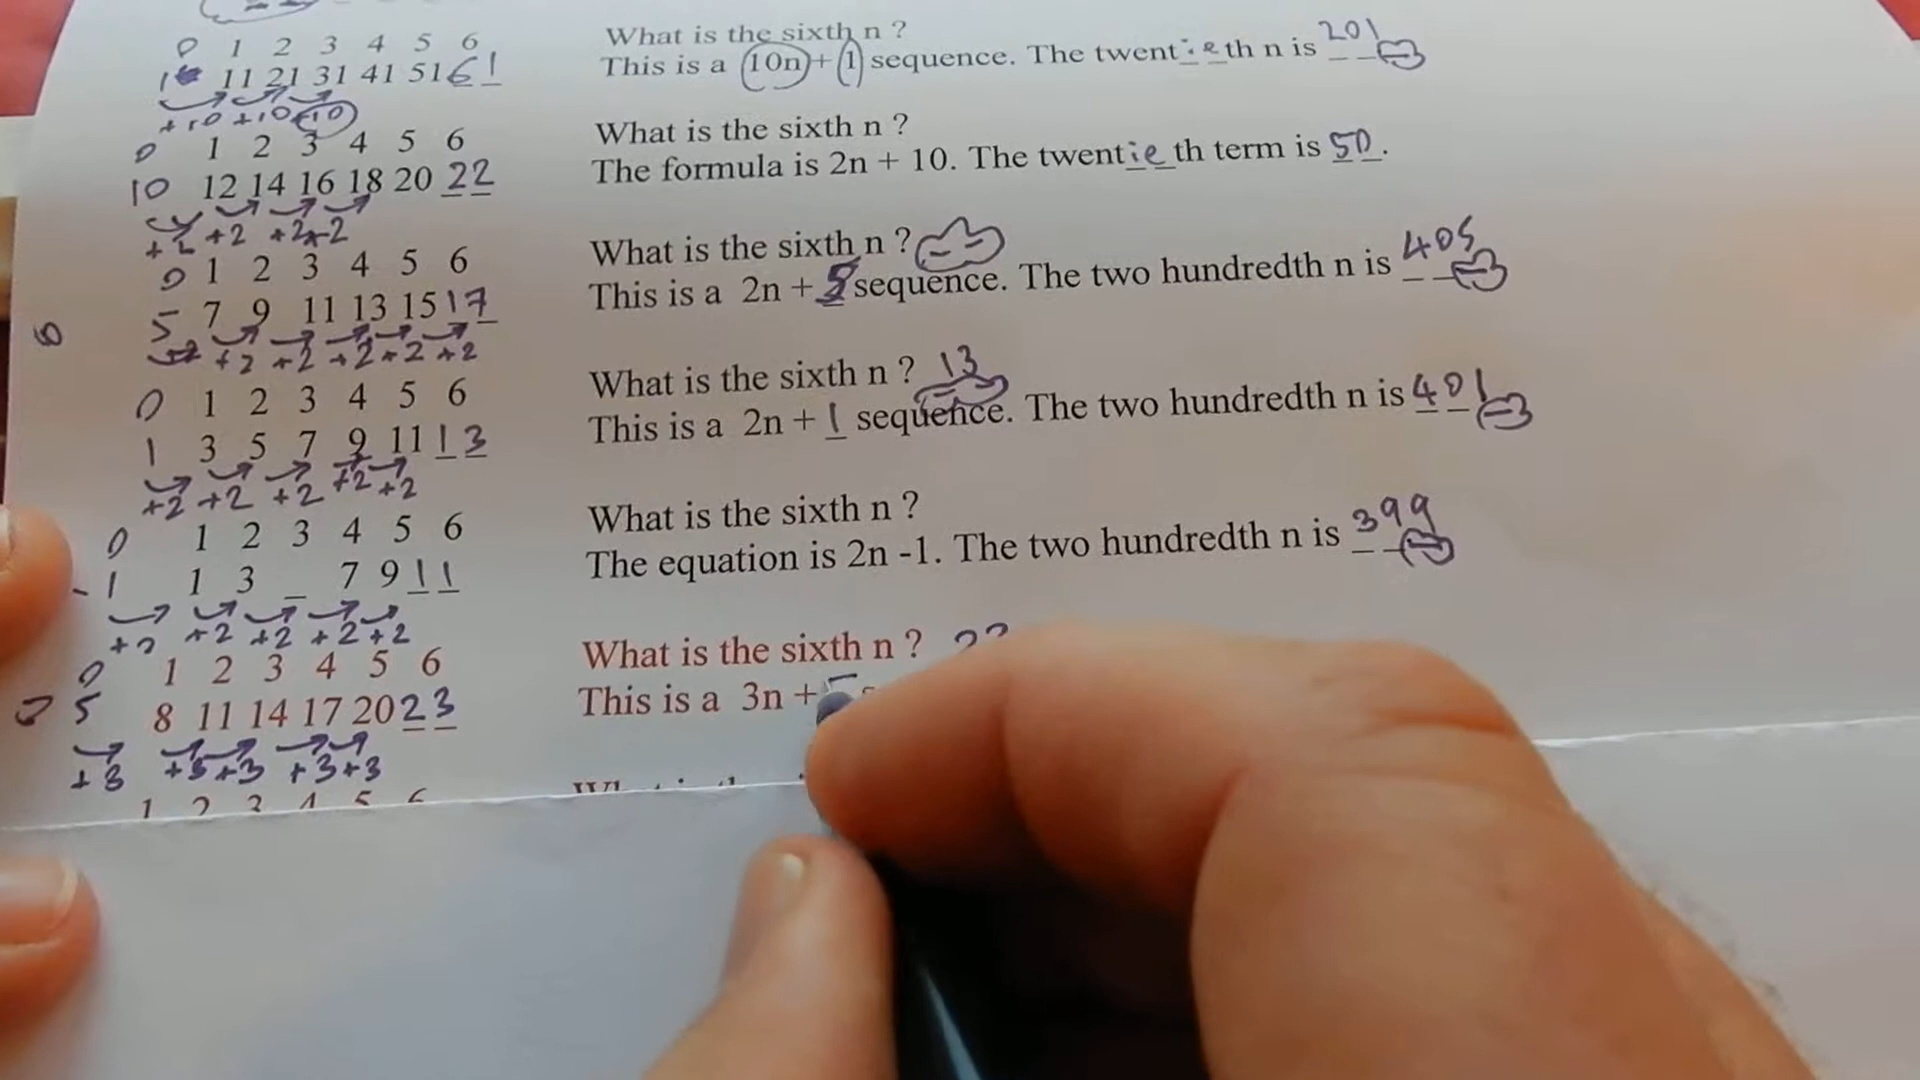 0 1 2 3 4 5 6 What is the sixth n ?
1 11 21 31 41 51 61 This is a 10n + 1 sequence. The twentieth n is 201
+10 +10 +10
0 1 2 3 4 5 6 What is the sixth n ?
10 12 14 16 18 20 22 The formula is 2n + 10. The twentieth term is 50.
+2 +2 +2 +2
0 1 2 3 4 5 6 What is the sixth n ?
5 7 9 11 13 15 17 This is a 2n + 5 sequence. The two hundredth n is 405
+2 +2 +2 +2 +2 +2
0 1 2 3 4 5 6 What is the sixth n ? 13
1 3 5 7 9 11 13 This is a 2n + 1 sequence. The two hundredth n is 401
+2 +2 +2 +2 +2
0 1 2 3 4 5 6 What is the sixth n ?
-1 1 3 _ 7 9 11 The equation is 2n -1. The two hundredth n is 399
+2 +2 +2 +2 +2
0 1 2 3 4 5 6 What is the sixth n ?
5 8 11 14 17 20 23 This is a 3n + 5
+3 +3 +3 +3 +3
1 2 3 4 5 6